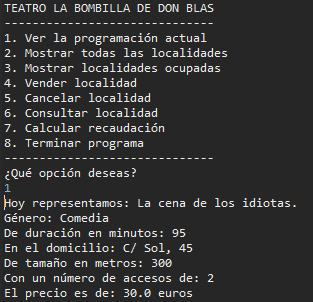 TEATRO LA BOMBILLA DE DON BLAS
------------------------------
1. Ver la programación actual
2. Mostrar todas las localidades
3. Mostrar localidades ocupadas
4. Vender localidad
5. Cancelar localidad
6. Consultar localidad
7. Calcular recaudación
8. Terminar programa
------------------------------
¿Qué opción deseas?
1
Hoy representamos: La cena de los idiotas.
Género: Comedia
De duración en minutos: 95
En el domicilio: C/ Sol, 45
De tamaño en metros: 300
Con un número de accesos de: 2
El precio es de: 30.0 euros